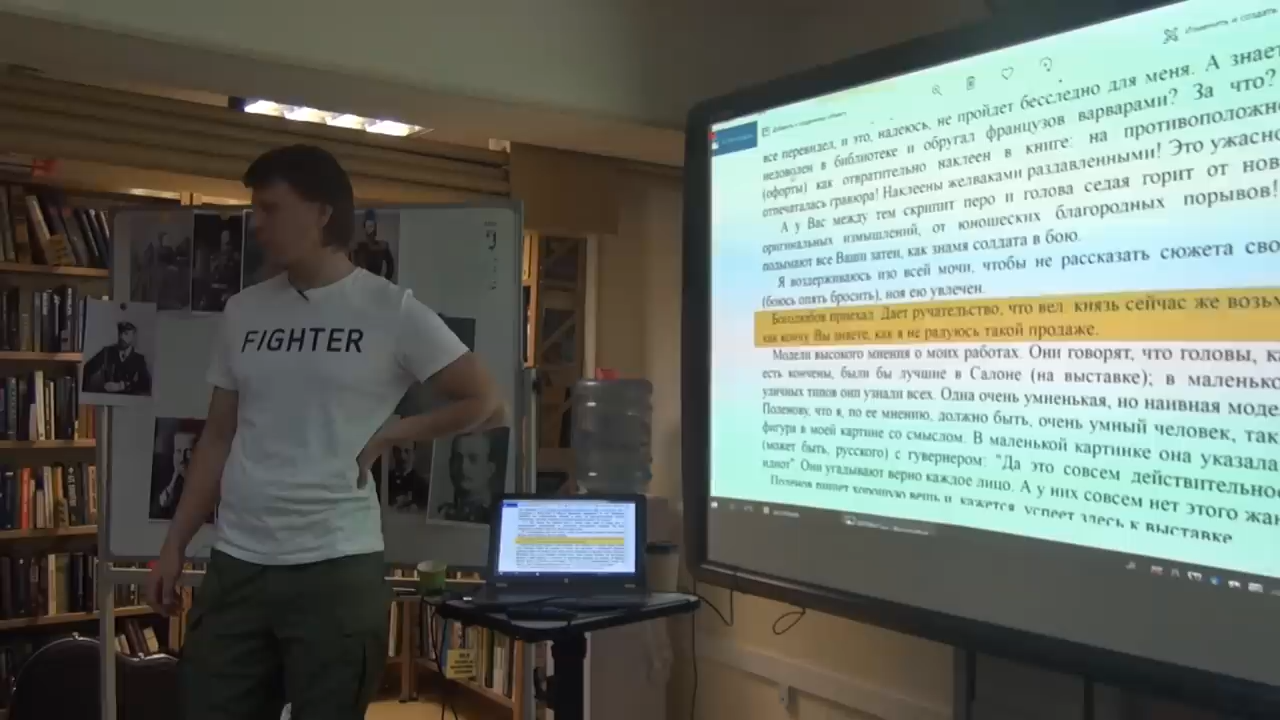 Изменить и создать
все перевидел, и это, надеюсь, не пройдет бесследно для меня. А знает
недоволен в библиотеке и обругал французов варварами? За что?
(офорты) как отвратительно наклеен в книге: на противоположн
отпечаталась гравюра! Наклеены желваками раздавленными! Это ужасн
А у Вас между тем скрипит перо и голова седая горит от нов
оригинальных измышлений, от юношеских благородных порывов!
подымают все Ваши затеи, как знамя солдата в бою.
Я воздерживаюсь изо всей мочи, чтобы не рассказать сюжета сво
(боюсь опять бросить), ноя ею увлечен.
Боголюбов приехал. Дает ручательство, что вел. князь сейчас же возьм
как кончу. Вы знаете, как я не радуюсь такой продаже.
Модели высокого мнения о моих работах. Они говорят, что головы, ка
есть кончены, были бы лучшие в Салоне (на выставке); в маленько
уличных типов они узнали всех. Одна очень умненькая, но наивная моде
Поленову, что я, по ее мнению, должно быть, очень умный человек, так
фигура в моей картине со смыслом. В маленькой картинке она указала
(может быть, русского) с гувернером: "Да это совсем действительно
идиот" Они угадывают верно каждое лицо. А у них совсем нет этого жан
Поленов пишет хорошую вещь и, кажется, успеет здесь к выставке
FIGHTER